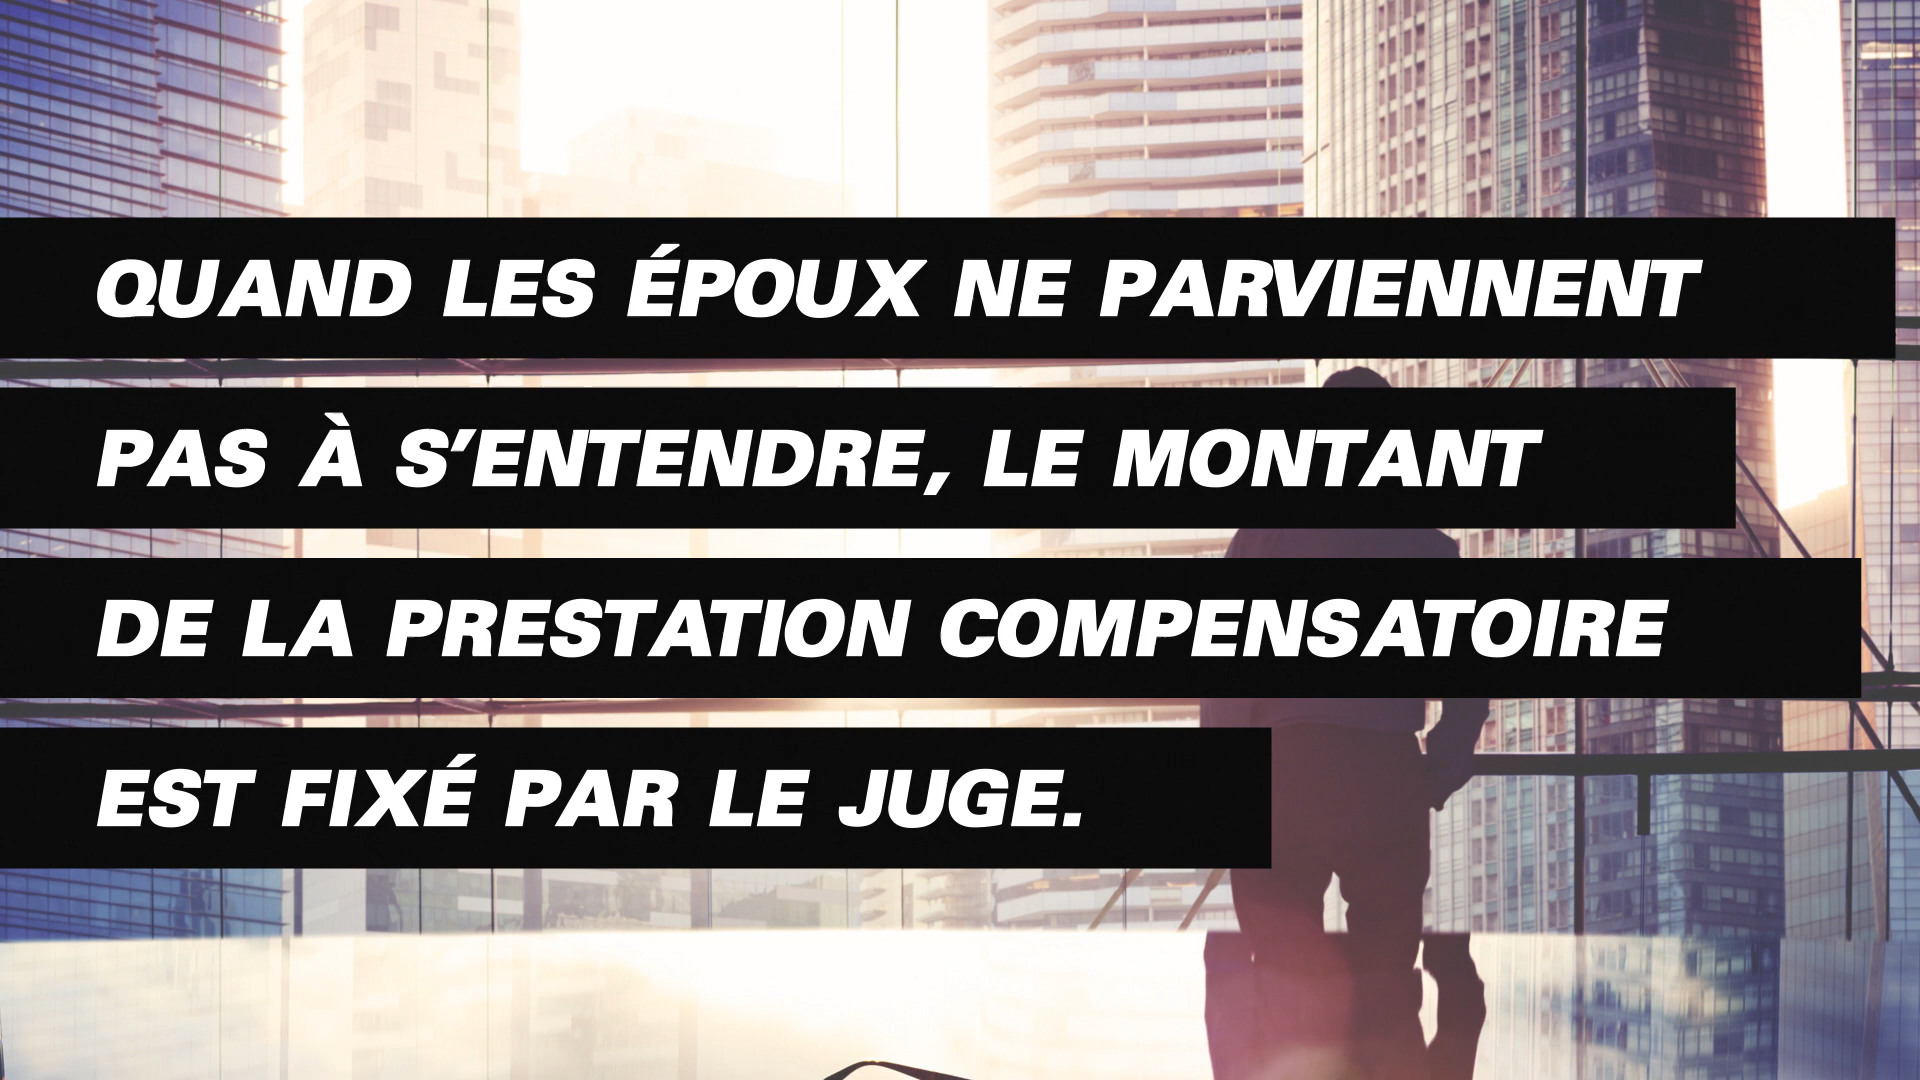 QUAND LES ÉPOUX NE PARVIENNENT
PAS À S’ENTENDRE, LE MONTANT
DE LA PRESTATION COMPENSATOIRE
EST FIXÉ PAR LE JUGE.